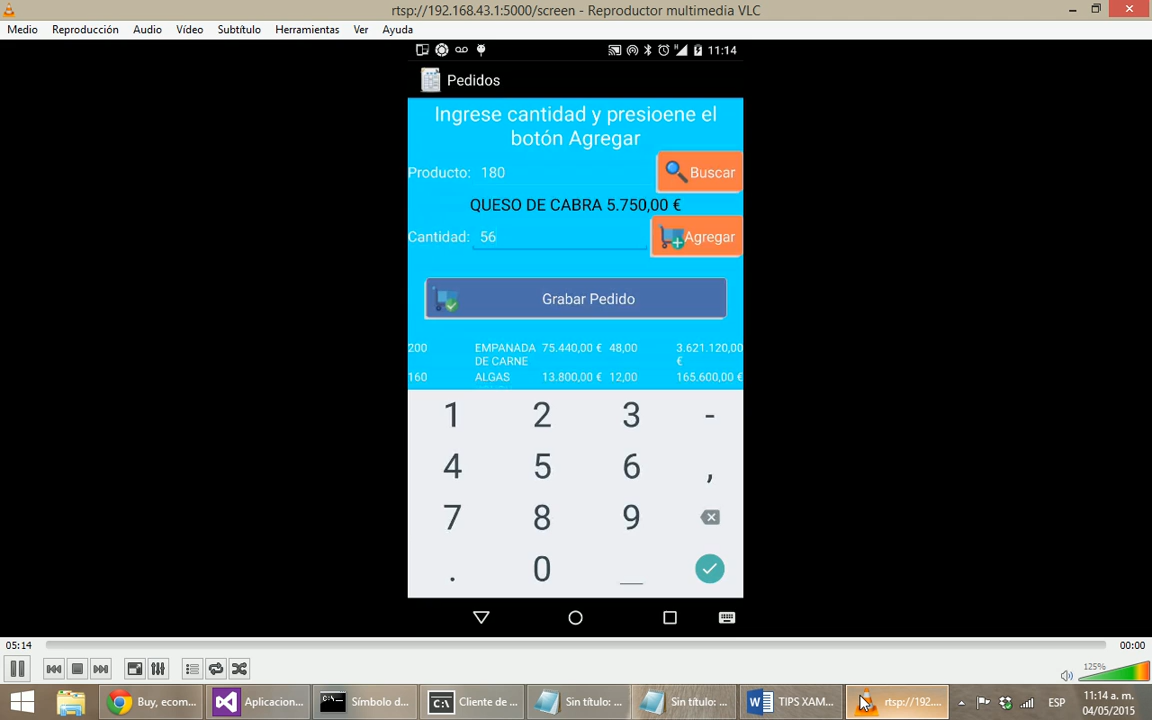 rtsp://192.168.43.1:5000/screen - Reproductor multimedia VLC
Medio Reproducción Audio Vídeo Subtítulo Herramientas Ver Ayuda
11:14
Pedidos
Ingrese cantidad y presioene el
botón Agregar
Producto: 180 Buscar
QUESO DE CABRA 5.750,00 €
Cantidad: 56 Agregar
Grabar Pedido
200 EMPANADA 75.440,00 € 48,00 3.621.120,00
DE CARNE €
160 ALGAS 13.800,00 € 12,00 165.600,00 €
1 2 3 -
4 5 6 ,
7 8 9
. 0 _
05:14 00:00
125%
Buy, ecom... Aplicacion... Símbolo d... Cliente de ... Sin título: ... Sin título: ... TIPS XAM... rtsp://192.... ESP 11:14 a. m.
04/05/2015